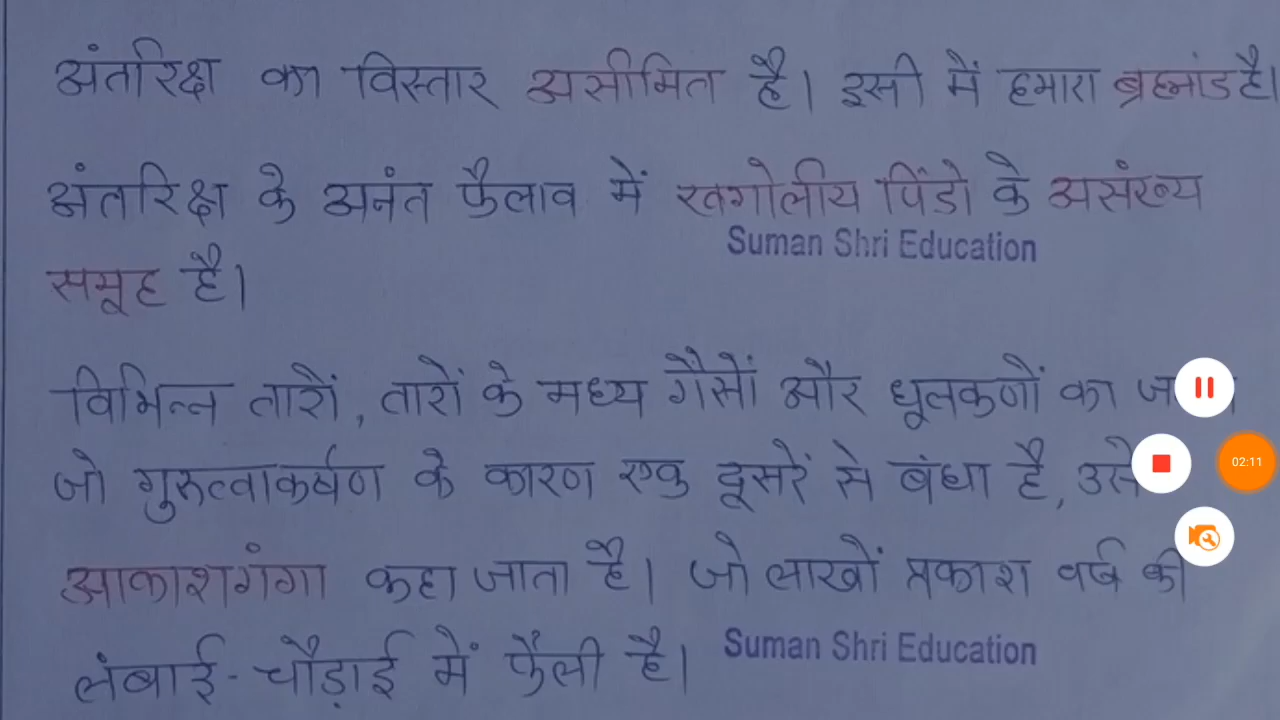 अंतरिक्ष का विस्तार असीमित है। इसी में हमारा ब्रह्मांड है।
अंतरिक्ष के अनंत फैलाव में खगोलीय पिंडो के असंख्य
Suman Shri Education
समूह है।
विभिन्न तारों, तारों के मध्य गैसों और धूलकणों का
जो गुरुत्वाकर्षण के कारण एक दूसरें से बंधा है, उसे
आकाशगंगा कहा जाता है। जो लाखों प्रकाश वर्ष की
लंबाई-चौड़ाई में फैली है।
Suman Shri Education
02:11